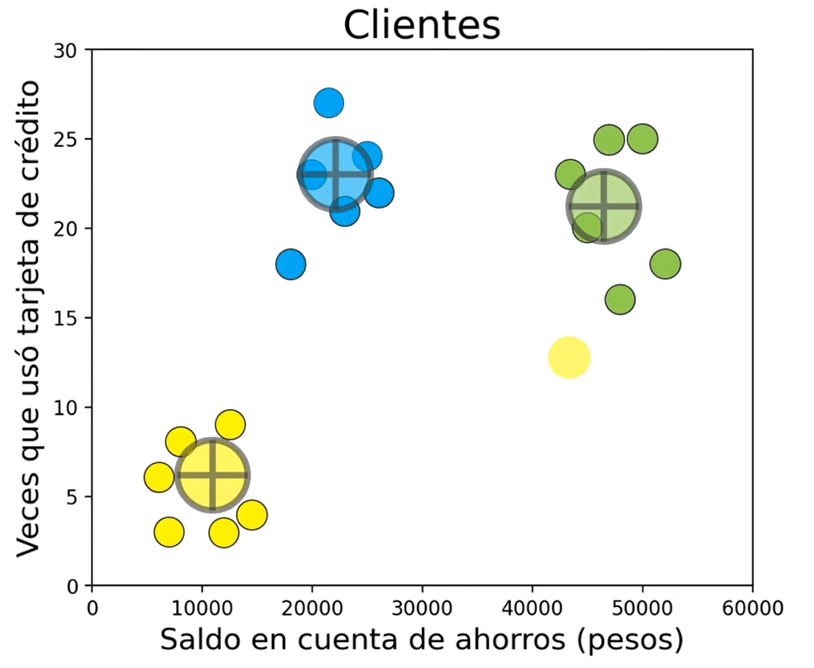 Clientes
30
25
20
15
10
5
0
Veces que usó tarjeta de crédito
0 10000 20000 30000 40000 50000 60000
Saldo en cuenta de ahorros (pesos)